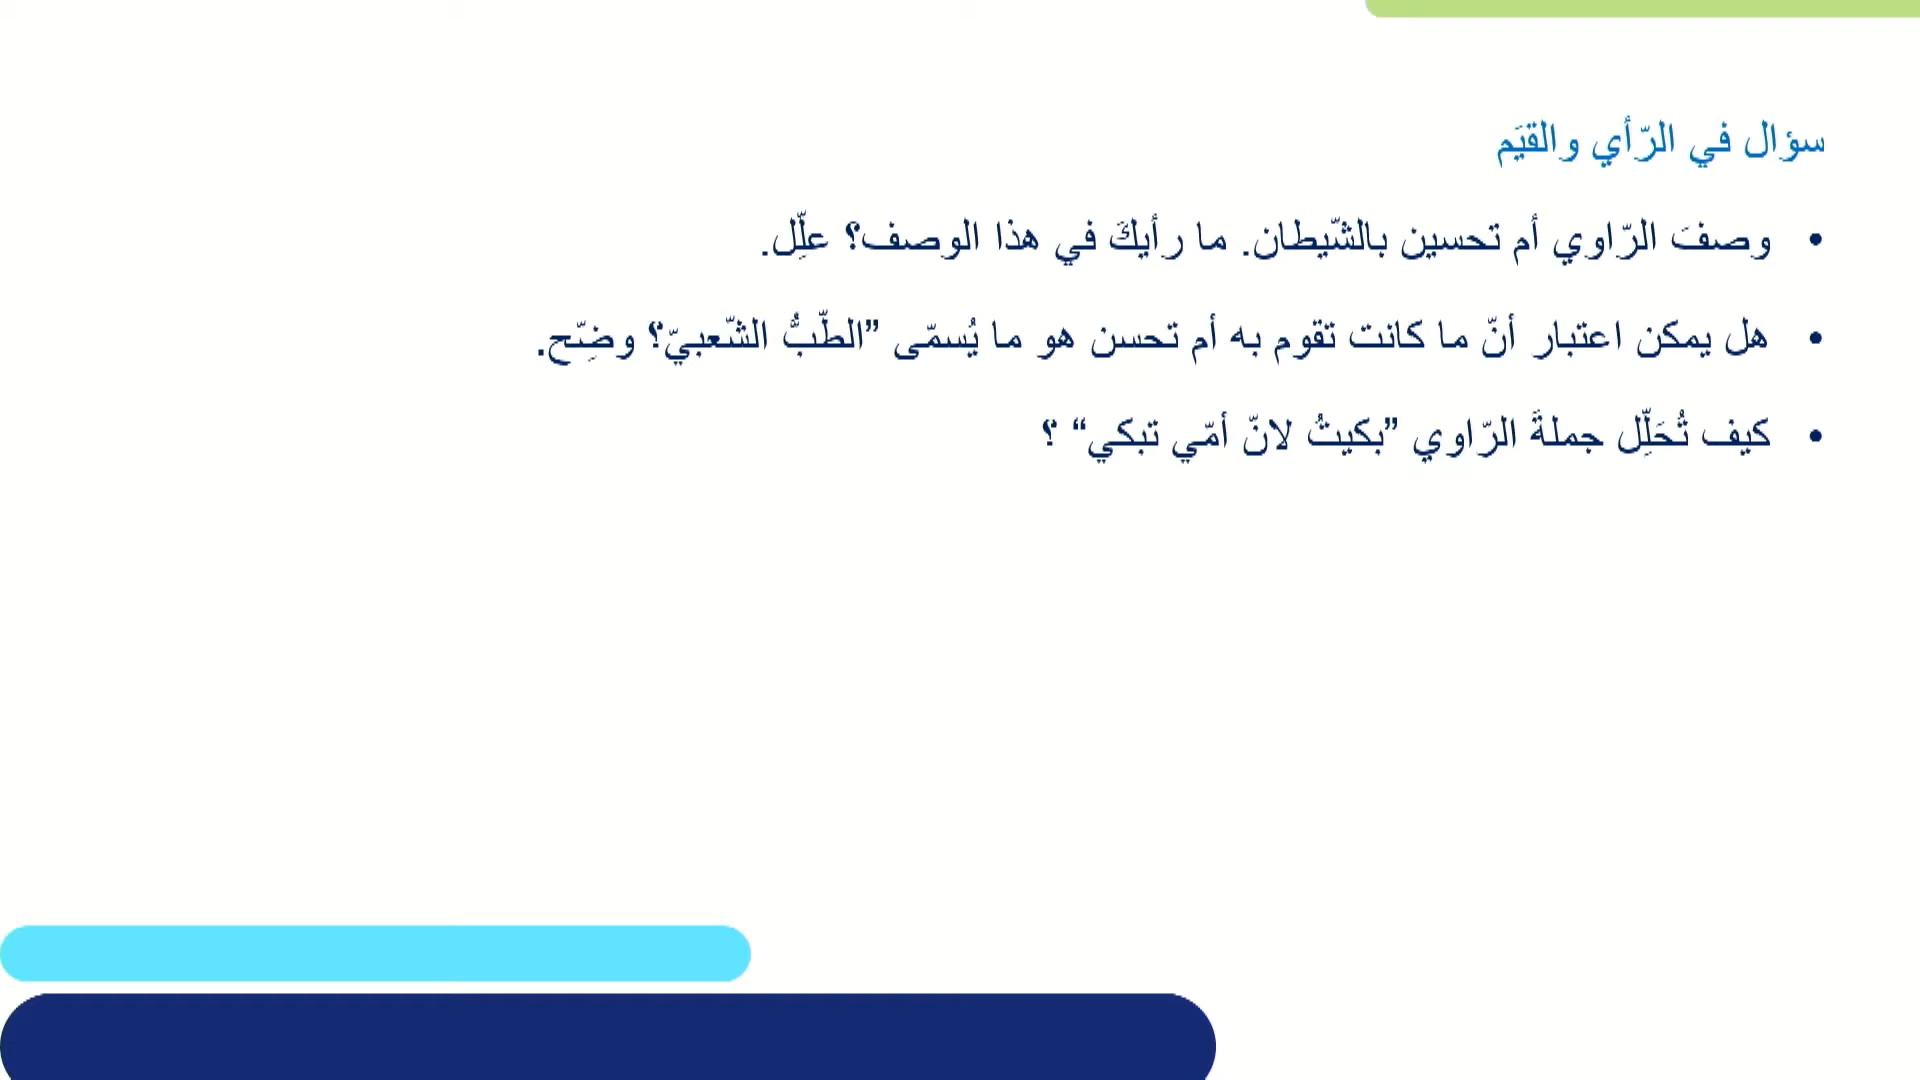 سؤال في الرّأي والقيَم
• وصفَ الرّاوي أم تحسين بالشّيطان. ما رأيكَ في هذا الوصف؟ علِّل.
• هل يمكن اعتبار أنّ ما كانت تقوم به أم تحسن هو ما يُسمّى ”الطّبُّ الشّعبيّ؟ وضِّح.
• كيف تُحَلِّل جملةَ الرّاوي ”بكيتُ لانّ أمّي تبكي“ ؟